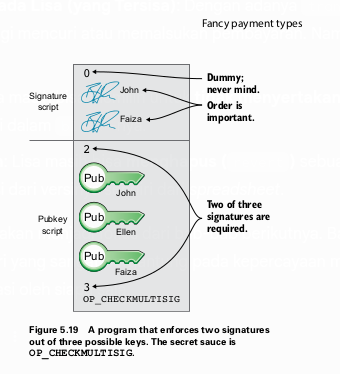 Fancy payment types
0
Dummy;
never mind.
Signature
script
John
Order is
important.
Faiza
2
Pub
John
Two of three
signatures are
required.
Pubkey
script
Pub
Ellen
Pub
Faiza
3
OP_CHECKMULTISIG
Figure 5.19 A program that enforces two signatures
out of three possible keys. The secret sauce is
OP_CHECKMULTISIG.